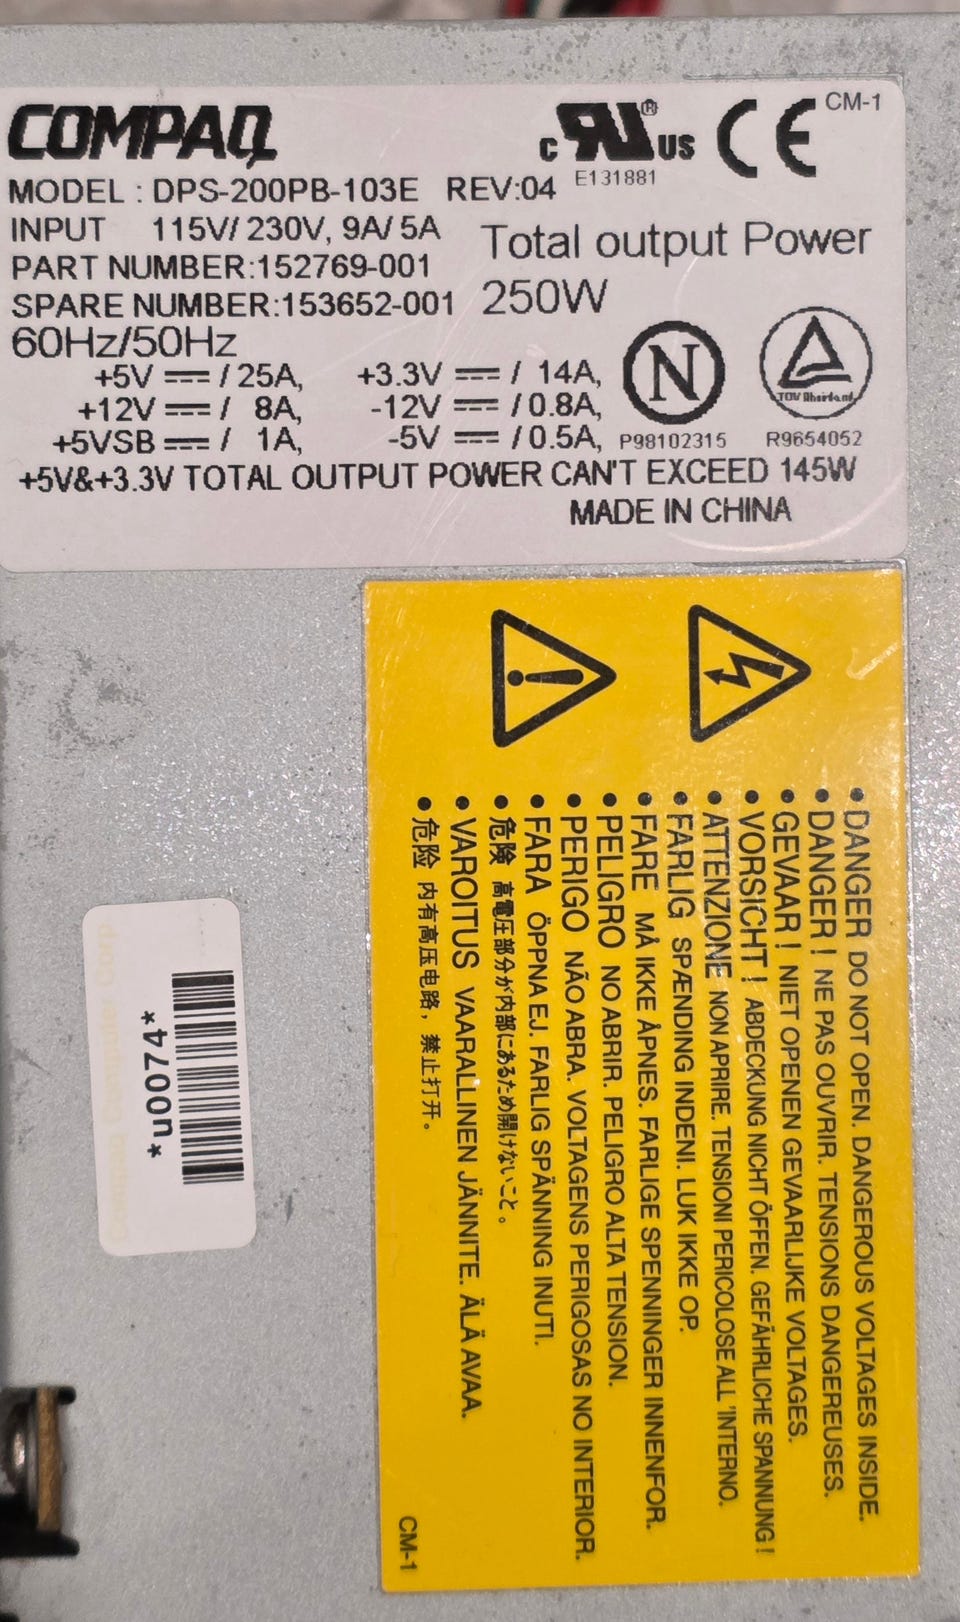 COMPAQ
c RU® US CE CM-1
E131881
MODEL : DPS-200PB-103E REV:04
INPUT 115V/ 230V, 9A/ 5A
Total output Power
PART NUMBER:152769-001
SPARE NUMBER:153652-001
250W
60Hz/50Hz
+5V / 25A, +3.3V / 14A,
+12V / 8A, -12V / 0.8A,
+5VSB / 1A, -5V / 0.5A,
N
P98102315
R9654052
+5V&+3.3V TOTAL OUTPUT POWER CAN'T EXCEED 145W
MADE IN CHINA
• DANGER DO NOT OPEN. DANGEROUS VOLTAGES INSIDE.
• DANGER! NE PAS OUVRIR. TENSIONS DANGEREUSES.
• GEVAAR! NIET OPENEN GEVAARLIJKE VOLTAGES.
• VORSICHT! ABDECKUNG NICHT ÖFFEN. GEFÄHRLICHE SPANNUNG!
• ATTENZIONE NON APRIRE. TENSIONI PERICOLOSE ALL 'INTERNO.
• FARLIG SPÆNDING INDENI. LUK IKKE OP.
• FARE MÅ IKKE ÅPNES. FARLIGE SPENNINGER INNENFOR.
• PELIGRO NO ABRIR. PELIGRO ALTA TENSION.
• PERIGO NÃO ABRA. VOLTAGENS PERIGOSAS NO INTERIOR.
• FARA ÖPPNA EJ. FARLIG SPÄNNING INUTI.
• 危険 高電圧部分が内部にあるため開けないこと。
• VAROITUS VAARALLINEN JÄNNITE. ÄLÄ AVAA.
• 危险 内有高压电路，禁止打开。
CM-1
*U0074*